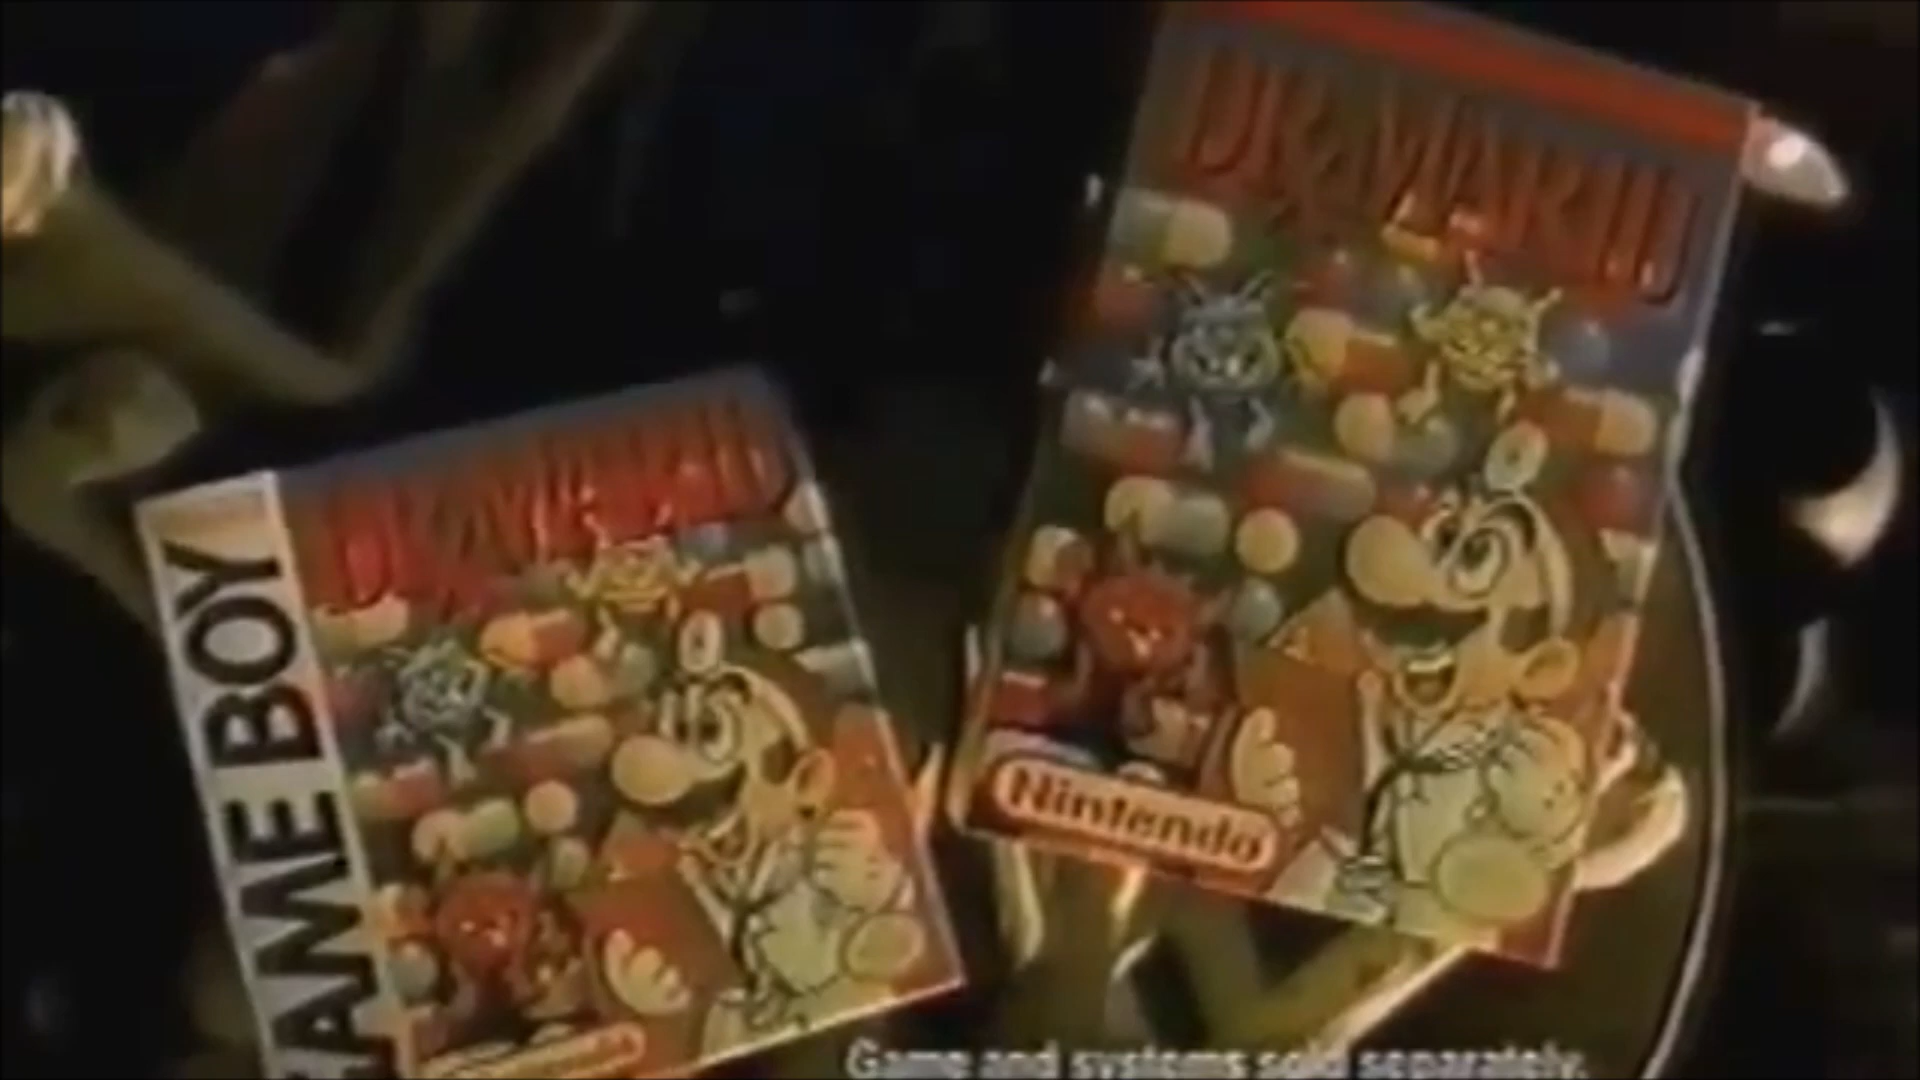 DR. MARIO
Nintendo
DR. MARIO
GAME BOY
Game and systems sold separately.